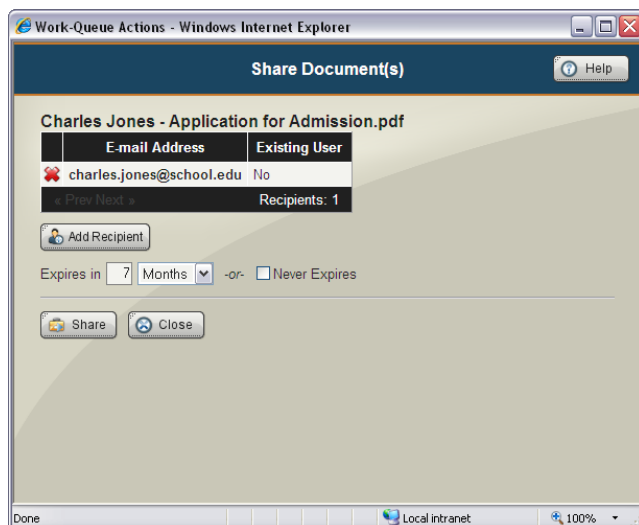 Work-Queue Actions - Windows Internet Explorer
Share Document(s)
Help
Charles Jones - Application for Admission.pdf
E-mail Address Existing User
charles.jones@school.edu No
« Prev Next » Recipients: 1
Add Recipient
Expires in 7 Months -or- Never Expires
Share Close
Done Local intranet 100%